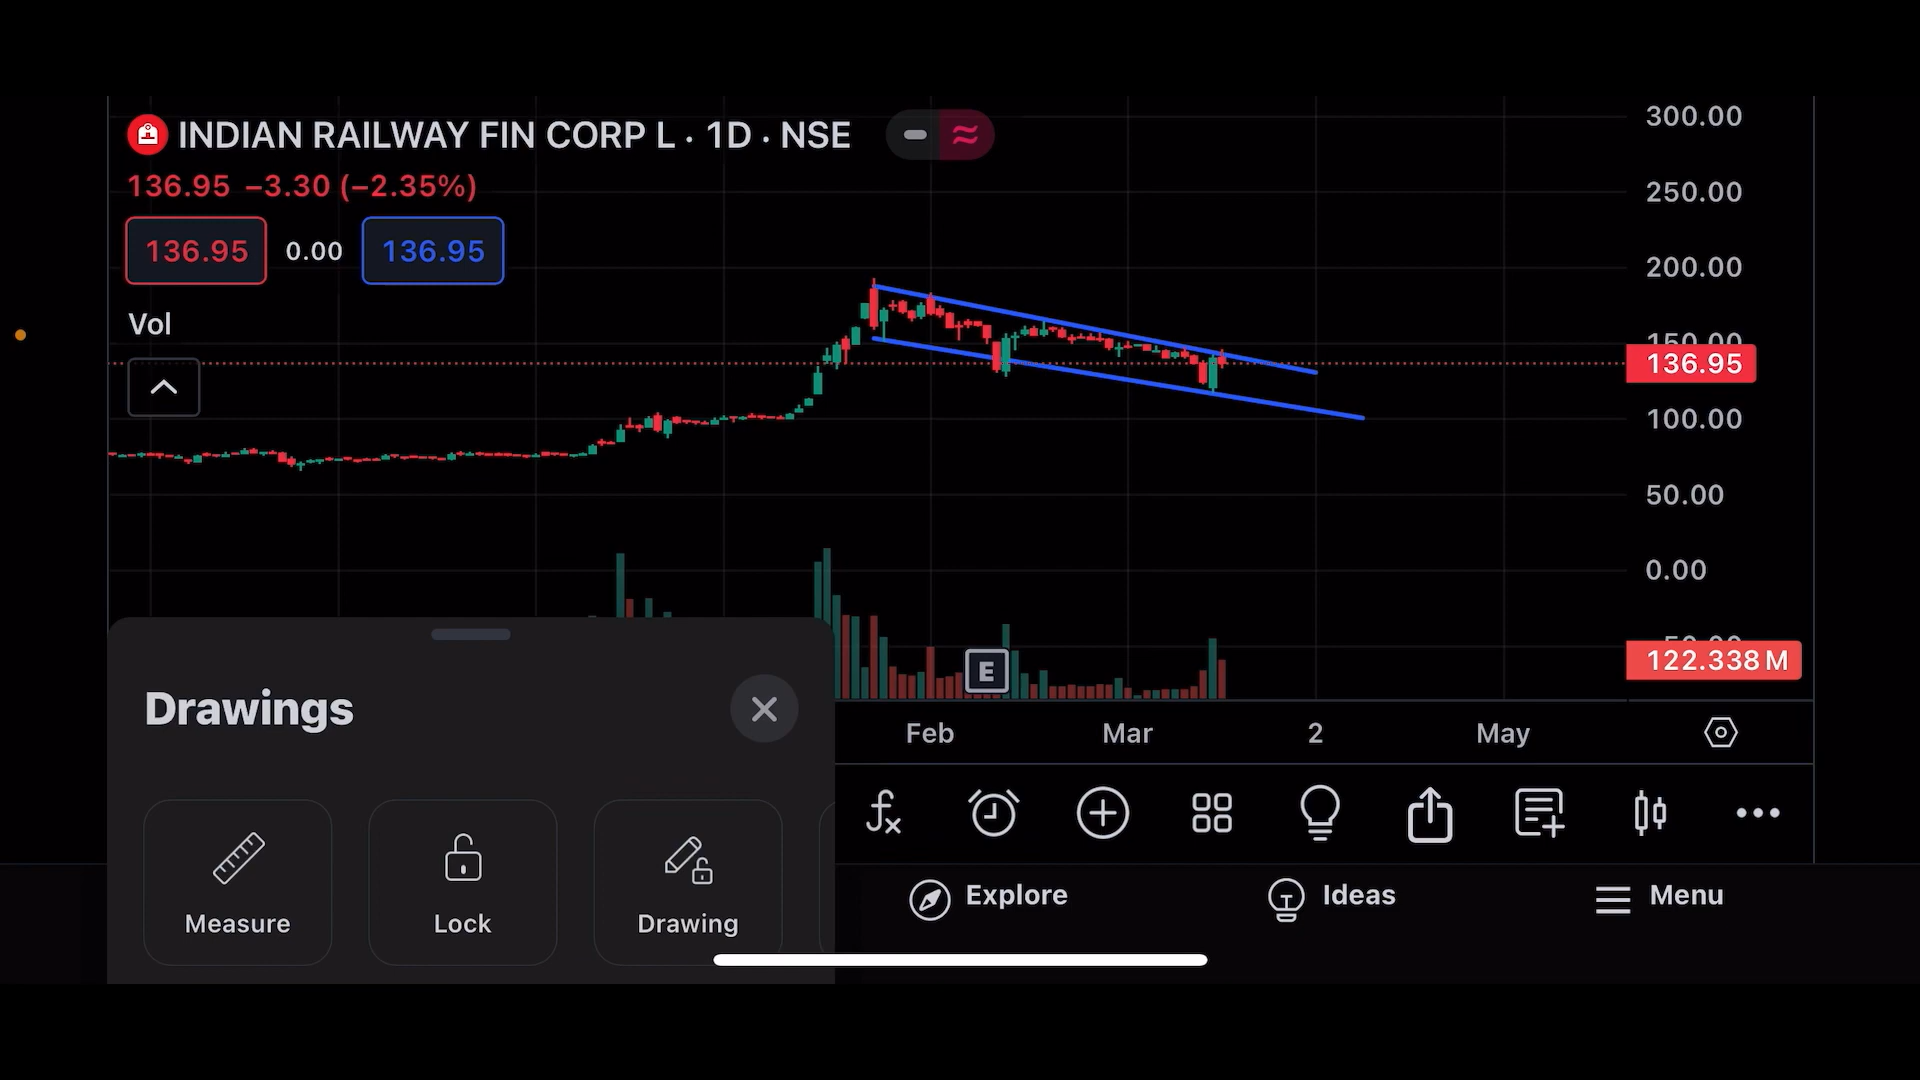 INDIAN RAILWAY FIN CORP L · 1D · NSE
136.95 −3.30 (−2.35%)
136.95 0.00 136.95
Vol
300.00
250.00
200.00
150.00
136.95
100.00
50.00
0.00
122.338 M
E
Feb Mar 2 May
Drawings
Measure Lock Drawing
Explore Ideas Menu